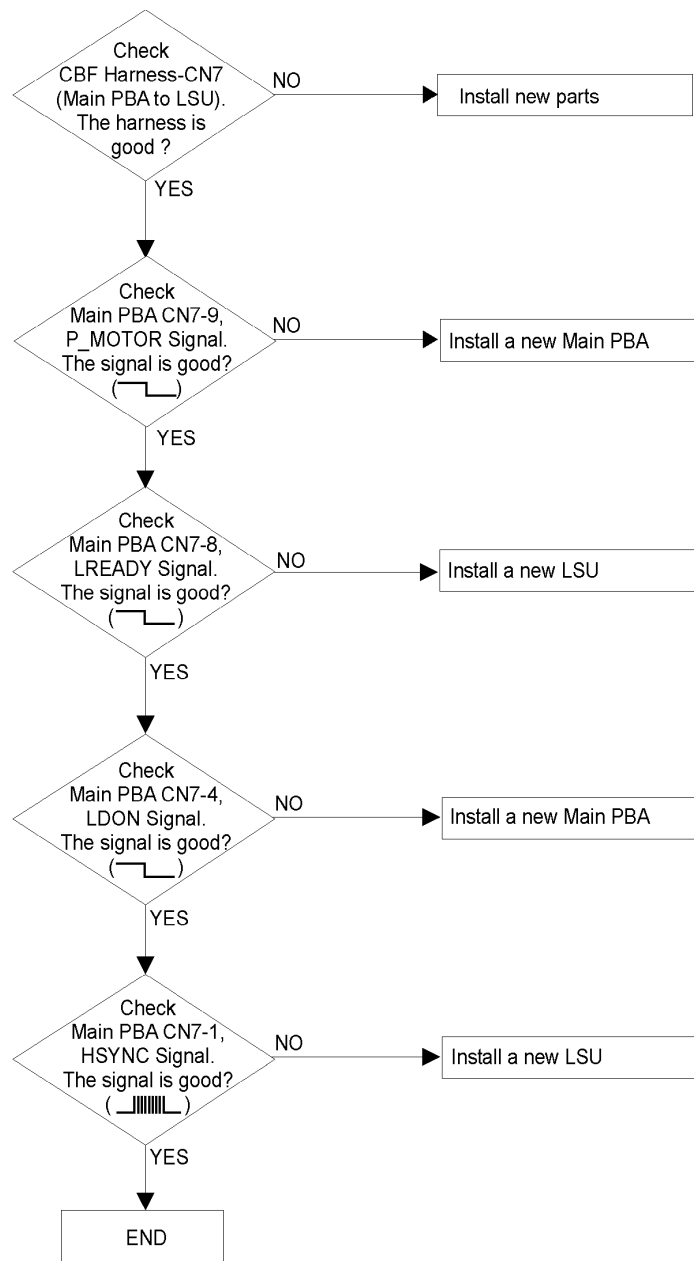 Check
CBF Harness-CN7
(Main PBA to LSU).
The harness is
good ?
NO
Install new parts
YES
Check
Main PBA CN7-9,
P_MOTOR Signal.
The signal is good?
( )
NO
Install a new Main PBA
YES
Check
Main PBA CN7-8,
LREADY Signal.
The signal is good?
( )
NO
Install a new LSU
YES
Check
Main PBA CN7-4,
LDON Signal.
The signal is good?
( )
NO
Install a new Main PBA
YES
Check
Main PBA CN7-1,
HSYNC Signal.
The signal is good?
( )
NO
Install a new LSU
YES
END